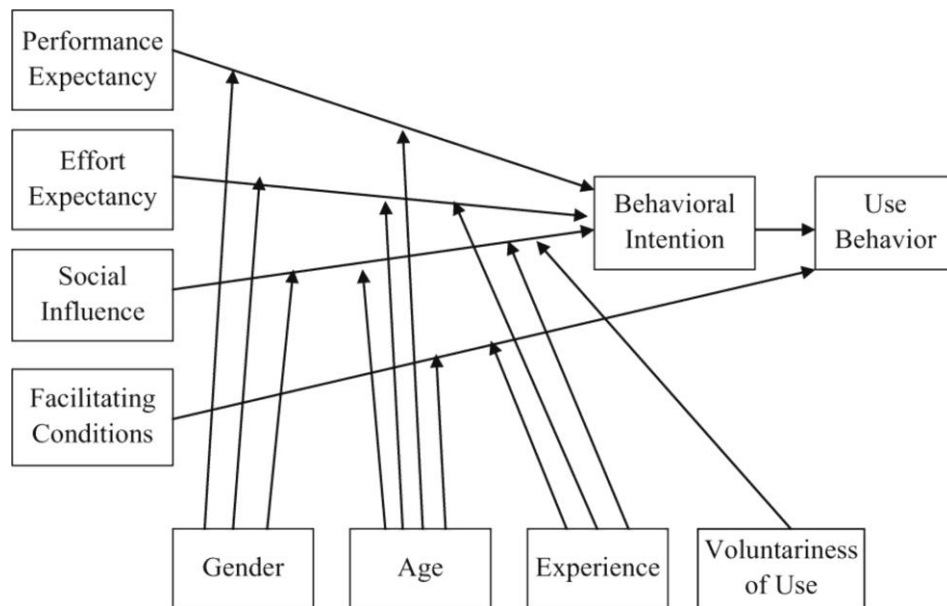 Performance
Expectancy
Effort
Expectancy
Social
Influence
Facilitating
Conditions
Behavioral
Intention
Use
Behavior
Gender
Age
Experience
Voluntariness
of Use